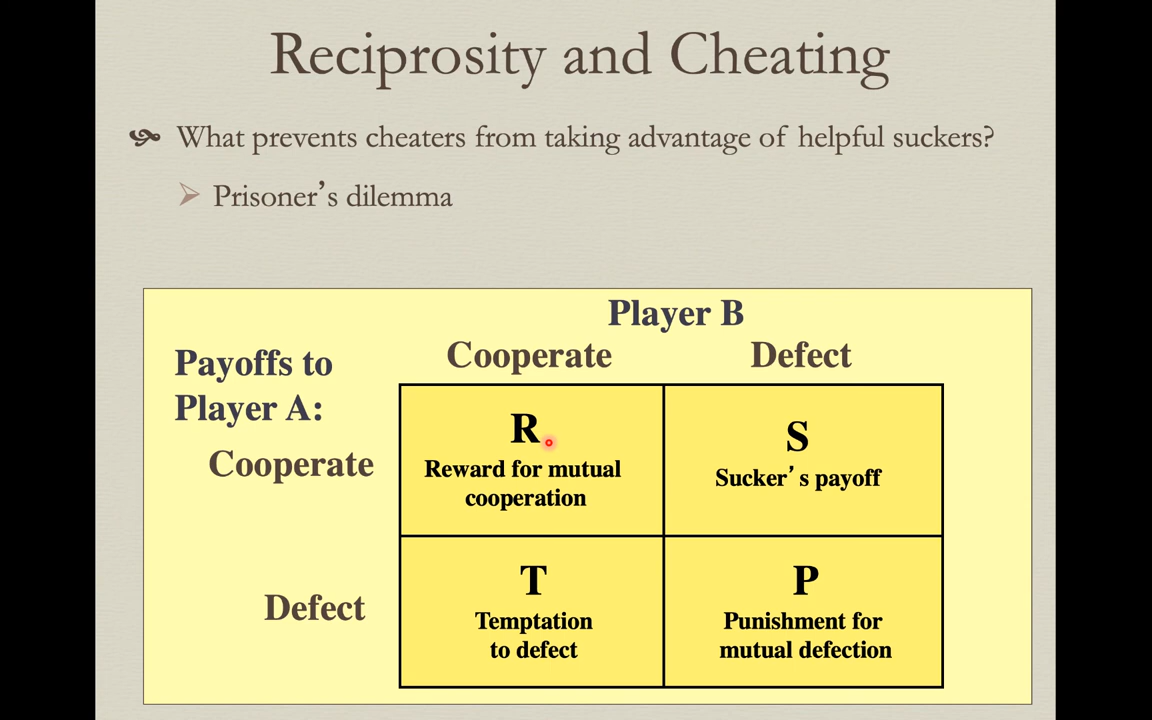 Reciprosity and Cheating
What prevents cheaters from taking advantage of helpful suckers?
Prisoner’s dilemma
Player B
Cooperate Defect
Payoffs to
Player A:
Cooperate
R
Reward for mutual
cooperation
S
Sucker’s payoff
Defect
T
Temptation
to defect
P
Punishment for
mutual defection